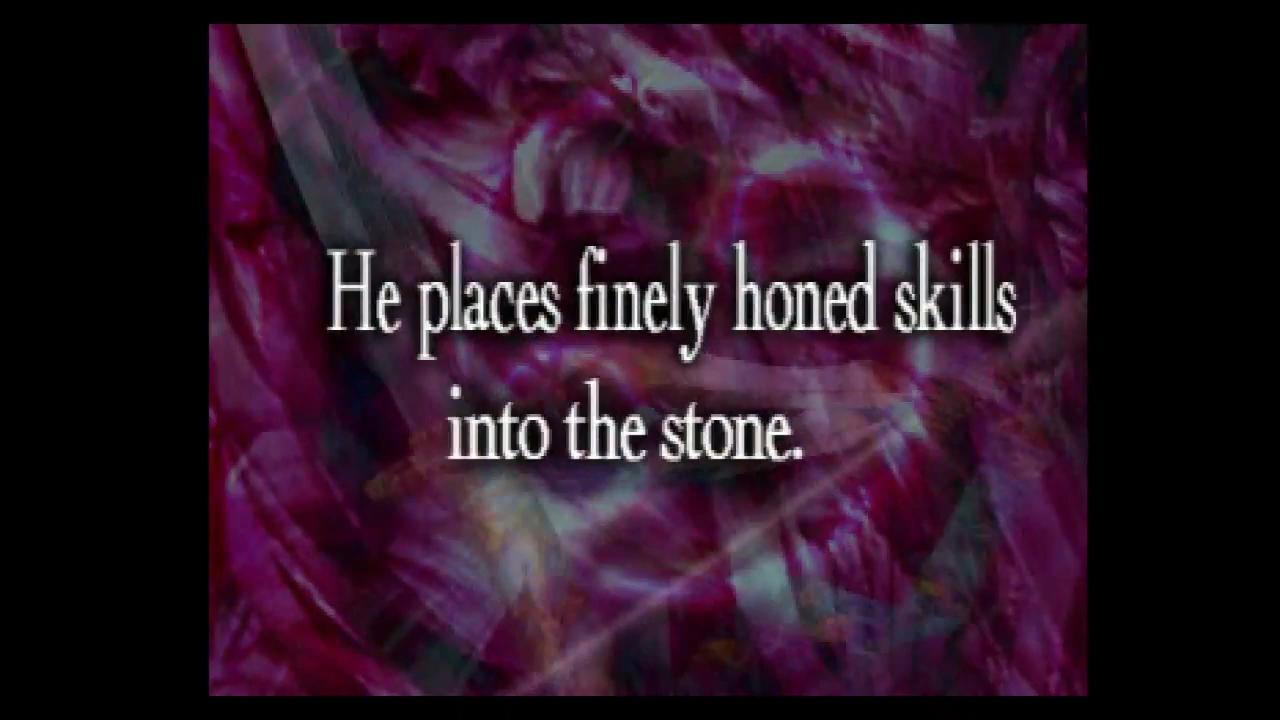 He places finely honed skills
into the stone.